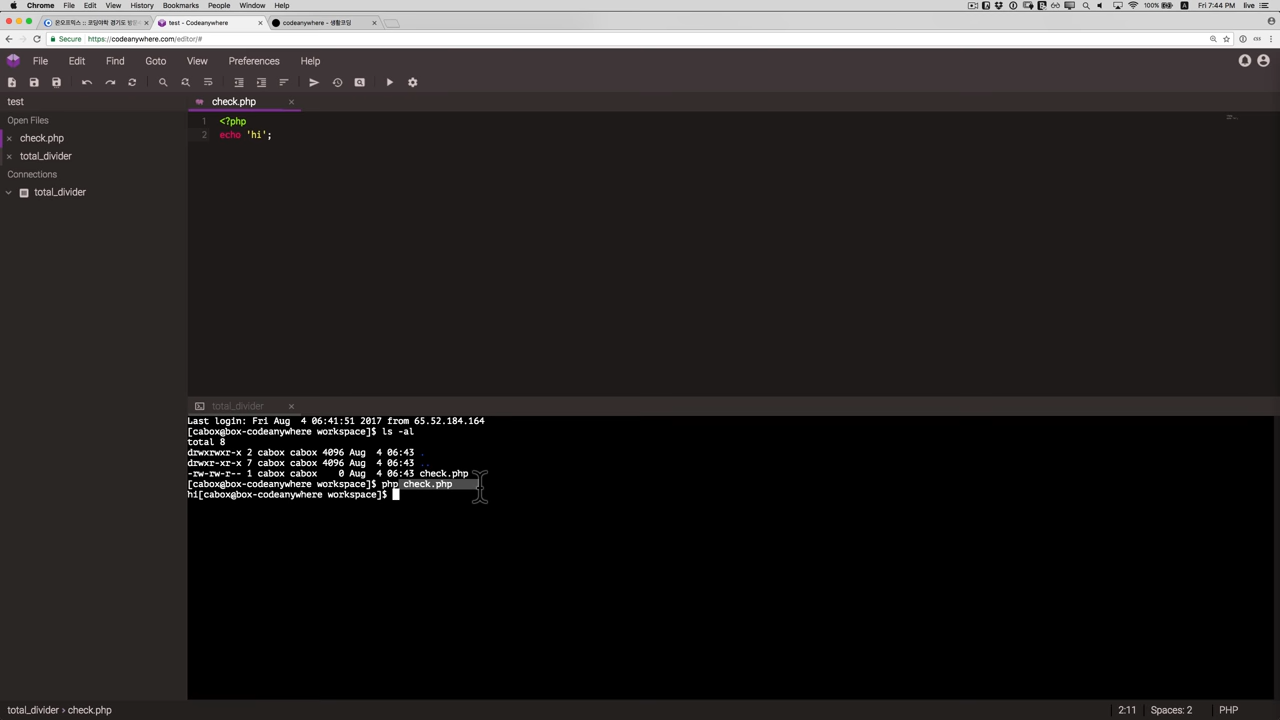 Chrome File Edit View History Bookmarks People Window Help 100% Fri 7:44 PM live
test - Codeanywhere codeanywhere - 생활코딩
Secure https://codeanywhere.com/editor/#
File Edit Find Goto View Preferences Help
test
Open Files
check.php
total_divider
Connections
total_divider
check.php
1 <?php
2 echo 'hi';
total_divider
Last login: Fri Aug 4 06:41:51 2017 from 65.52.184.164
[cabox@box-codeanywhere workspace]$ ls -al
total 8
drwxrwxr-x 2 cabox cabox 4096 Aug 4 06:43 .
drwxr-xr-x 7 cabox cabox 4096 Aug 4 06:43 ..
-rw-rw-r-- 1 cabox cabox 0 Aug 4 06:43 check.php
[cabox@box-codeanywhere workspace]$ php check.php
hi[cabox@box-codeanywhere workspace]$
total_divider > check.php 2:11 Spaces: 2 PHP